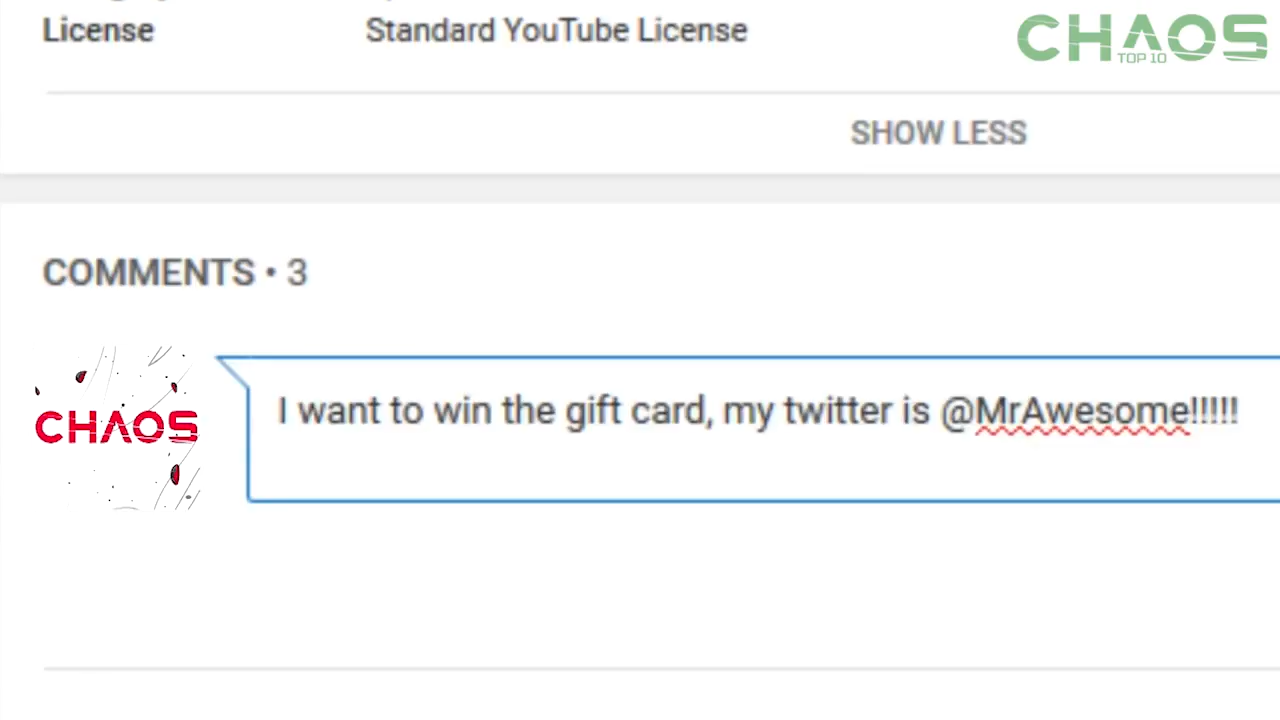 License Standard YouTube License
CHAOS
TOP 10
SHOW LESS
COMMENTS • 3
CHAOS
I want to win the gift card, my twitter is @MrAwesome!!!!!